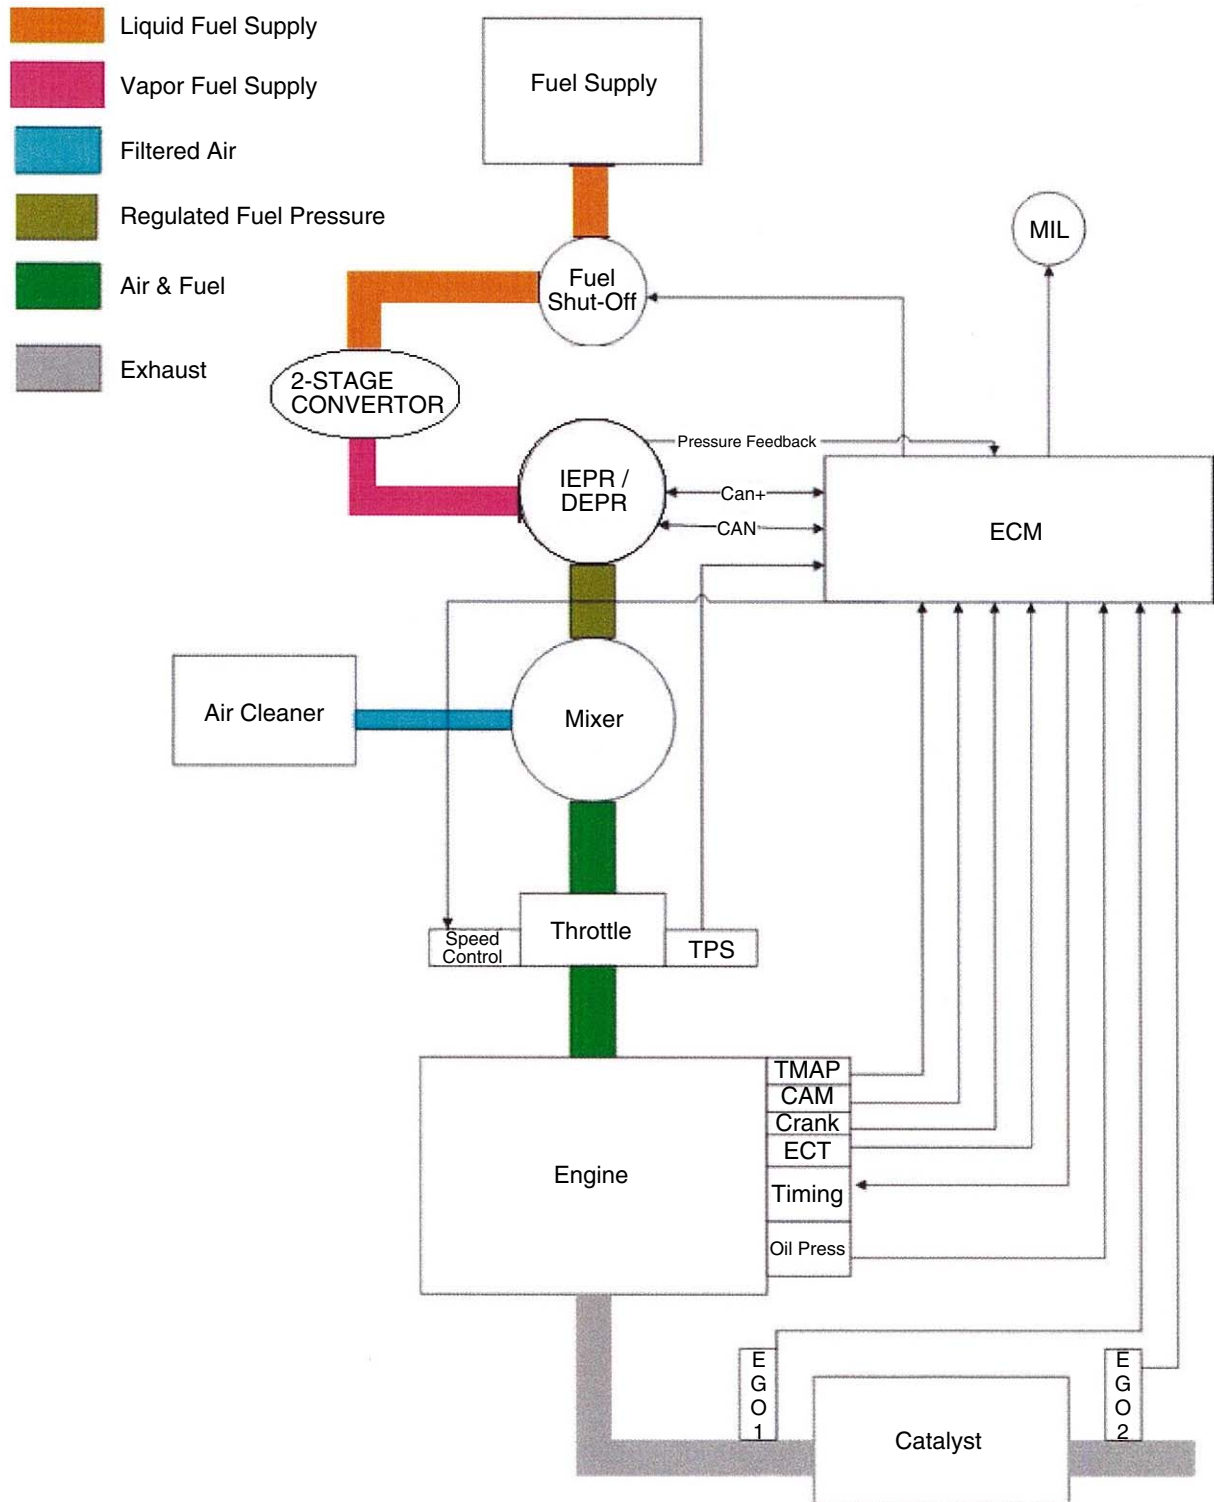 Liquid Fuel Supply
Vapor Fuel Supply
Filtered Air
Regulated Fuel Pressure
Air & Fuel
Exhaust
Fuel Supply
MIL
Fuel
Shut-Off
2-STAGE
CONVERTOR
IEPR /
DEPR
Pressure Feedback
Can+
CAN
ECM
Air Cleaner
Mixer
Speed
Control
Throttle
TPS
Engine
TMAP
CAM
Crank
ECT
Timing
Oil Press
E
G
O
1
Catalyst
E
G
O
2